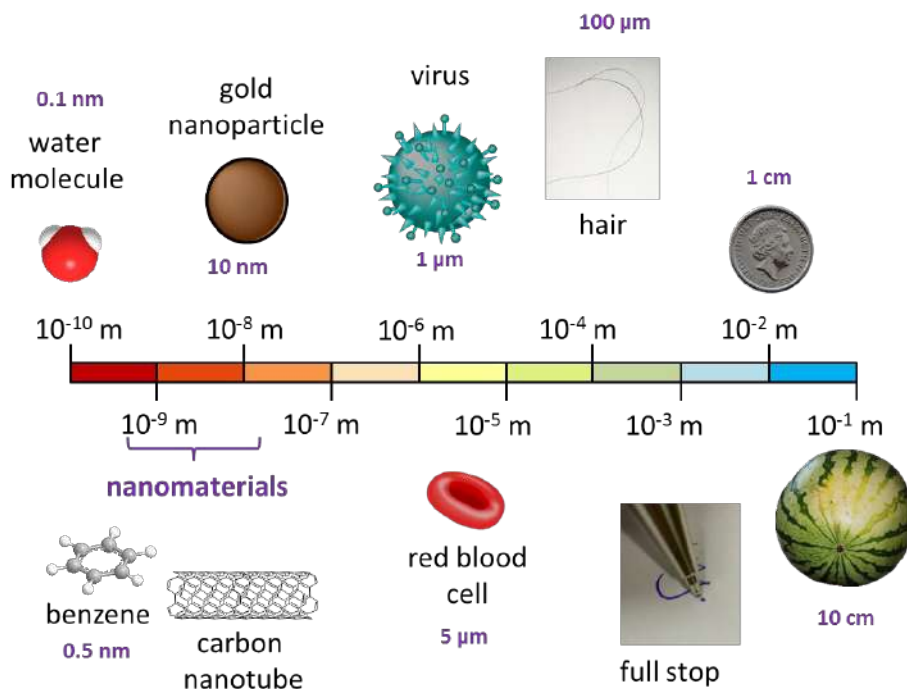 0.1 nm
water
molecule
gold
nanoparticle
10 nm
virus
1 µm
100 µm
hair
1 cm
10⁻¹⁰ m
10⁻⁸ m
10⁻⁶ m
10⁻⁴ m
10⁻² m
10⁻⁹ m
10⁻⁷ m
10⁻⁵ m
10⁻³ m
10⁻¹ m
nanomaterials
benzene
0.5 nm
carbon
nanotube
red blood
cell
5 µm
full stop
10 cm